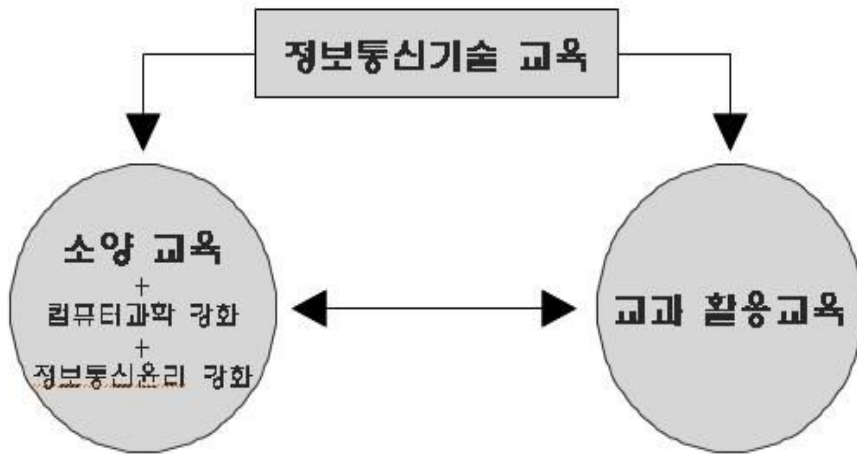 정보통신기술 교육
소양 교육
+
컴퓨터과학 강화
+
정보통신윤리 강화
교과 활용교육